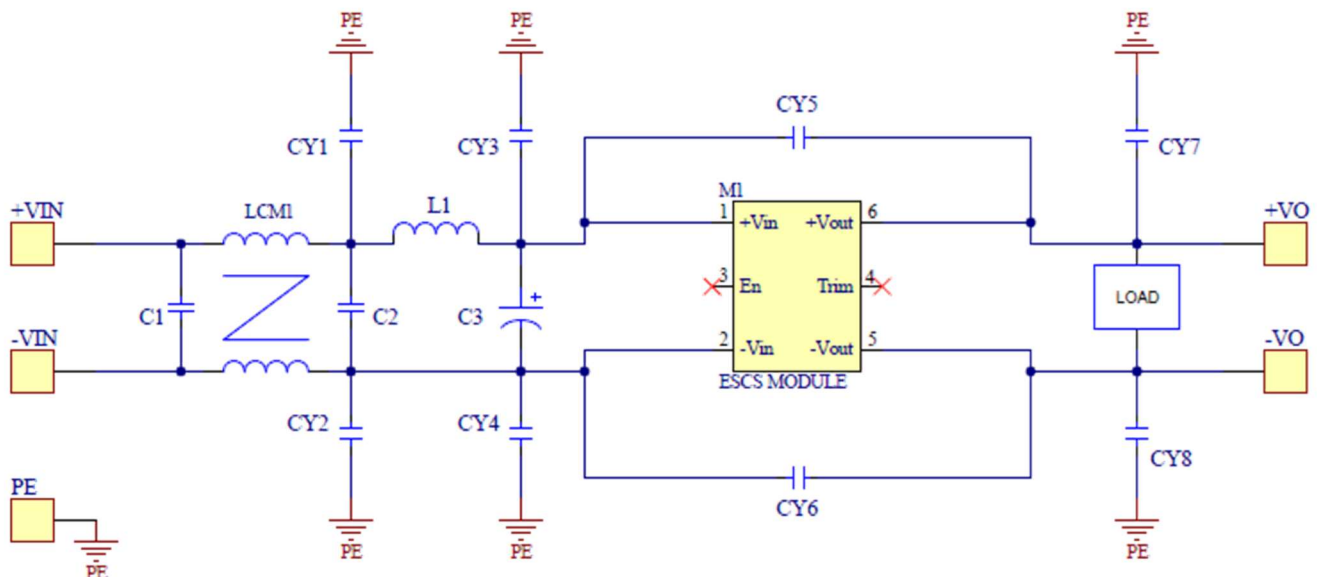 PE PE PE
CY5
CY1 CY3 CY7
M1
+VIN LCM1 L1 1 +Vin +Vout 6 +VO
3 En Trim 4
C1 C2 C3 + LOAD
-VIN 2 -Vin -Vout 5 -VO
ESCS MODULE
CY2 CY4 CY8
PE CY6
PE PE PE PE